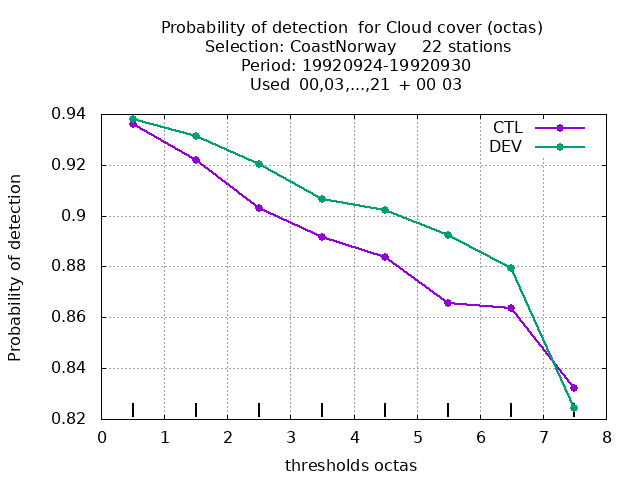 Probability of detection  for Cloud cover (octas)
Selection: CoastNorway     22 stations
Period: 19920924-19920930
Used  00,03,...,21  + 00 03
CTL
DEV
0.94
0.92
0.9
0.88
0.86
0.84
0.82
Probability of detection
0 1 2 3 4 5 6 7 8
thresholds octas